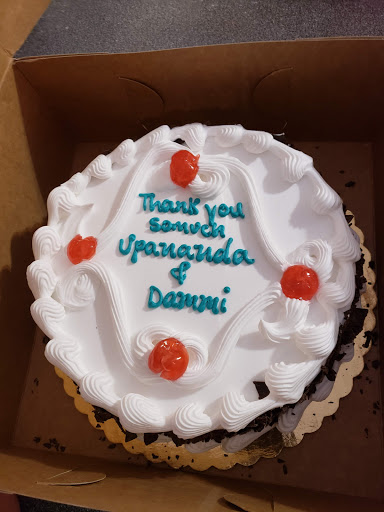 Thank you
Somuch
Upananda
&
Dammi